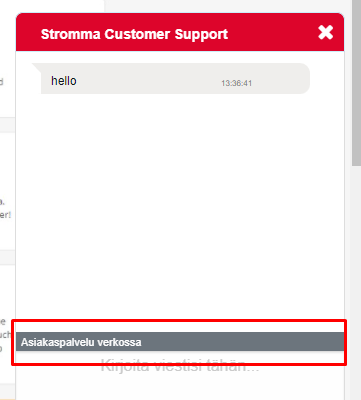 Stromma Customer Support
hello
13:36:41
Asiakaspalvelu verkossa
Kirjoita viestisi tähän...